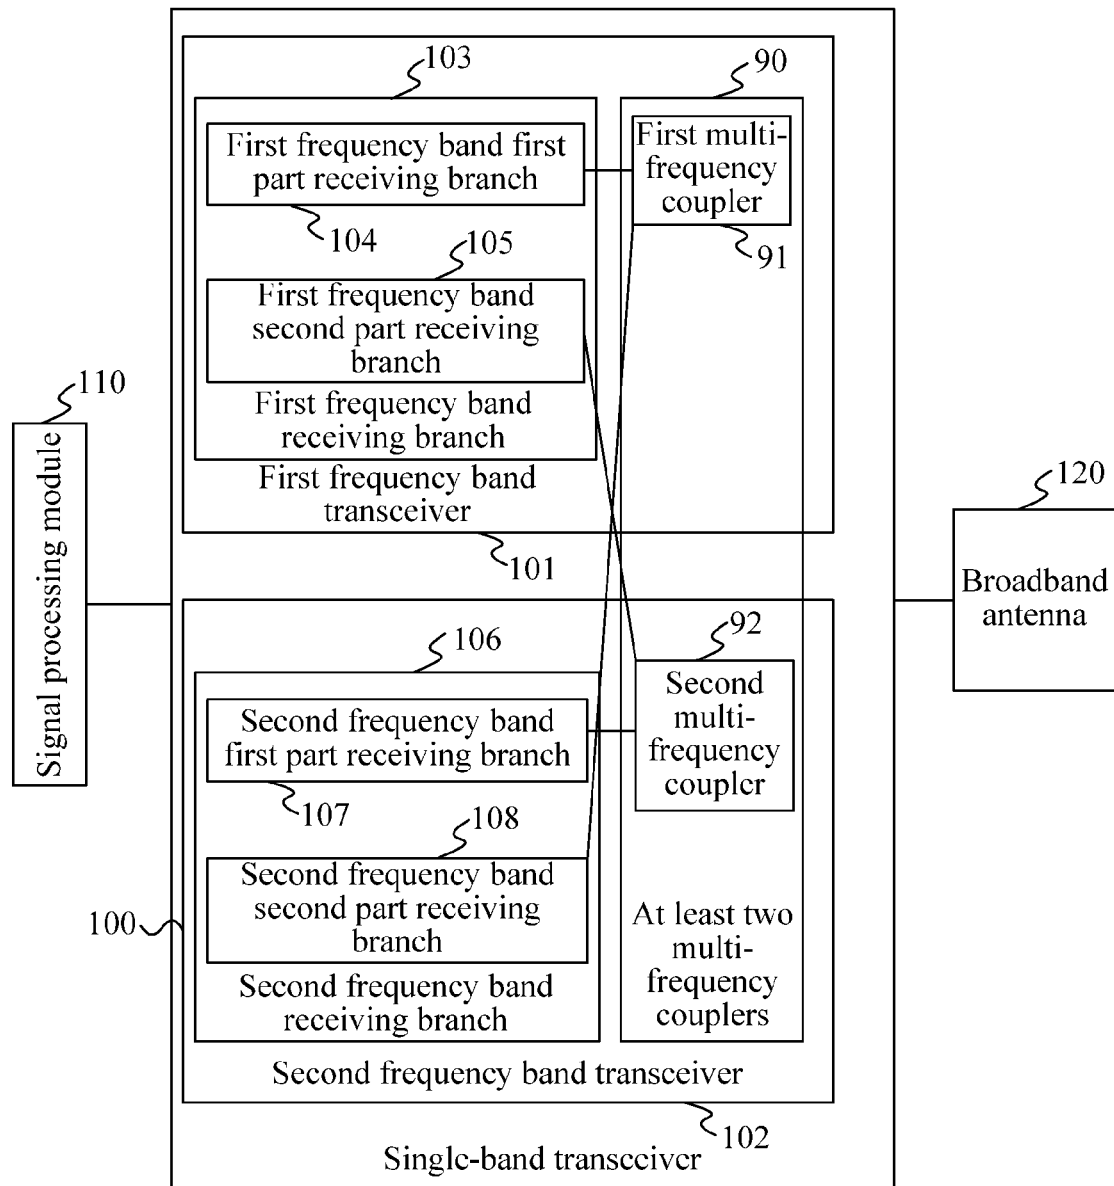 103
90
First frequency band first
part receiving branch
First multi-
frequency
coupler
104
105
91
First frequency band
second part receiving
branch
110
First frequency band
receiving branch
First frequency band
transceiver
101
120
Signal processing module
Broadband
antenna
106
92
Second frequency band
first part receiving branch
Second
multi-
frequency
coupler
107
108
Second frequency band
second part receiving
branch
100
At least two
multi-
frequency
couplers
Second frequency band
receiving branch
Second frequency band transceiver
102
Single-band transceiver